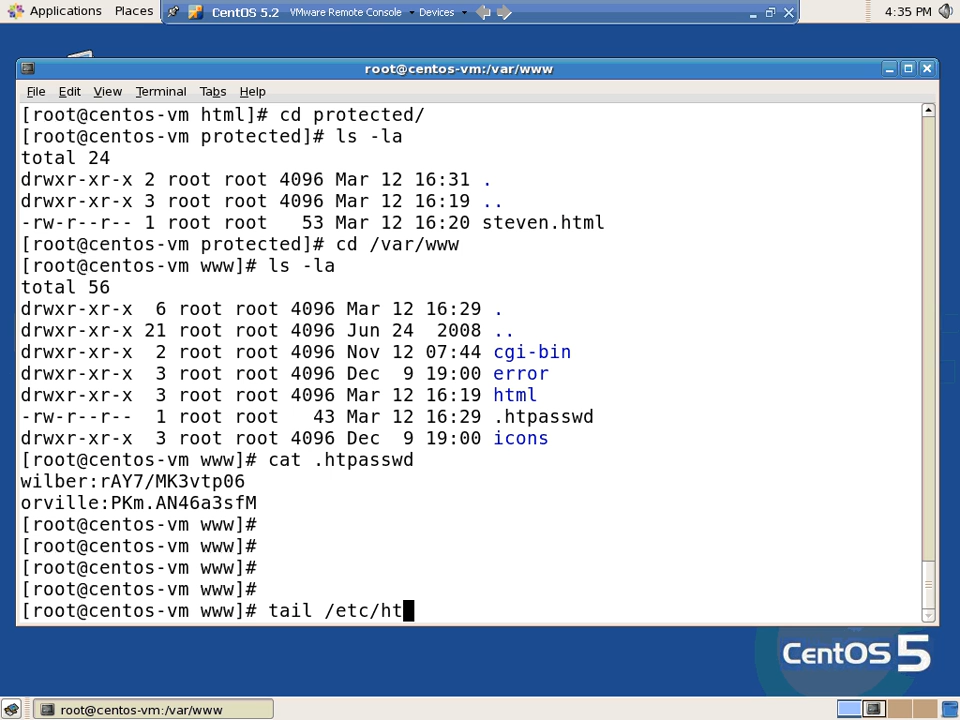 Applications Places CentOS 5.2 VMware Remote Console Devices 4:35 PM
root@centos-vm:/var/www
File Edit View Terminal Tabs Help
[root@centos-vm html]# cd protected/
[root@centos-vm protected]# ls -la
total 24
drwxr-xr-x 2 root root 4096 Mar 12 16:31 .
drwxr-xr-x 3 root root 4096 Mar 12 16:19 ..
-rw-r--r-- 1 root root   53 Mar 12 16:20 steven.html
[root@centos-vm protected]# cd /var/www
[root@centos-vm www]# ls -la
total 56
drwxr-xr-x  6 root root 4096 Mar 12 16:29 .
drwxr-xr-x 21 root root 4096 Jun 24  2008 ..
drwxr-xr-x  2 root root 4096 Nov 12 07:44 cgi-bin
drwxr-xr-x  3 root root 4096 Dec  9 19:00 error
drwxr-xr-x  3 root root 4096 Mar 12 16:19 html
-rw-r--r--  1 root root   43 Mar 12 16:29 .htpasswd
drwxr-xr-x  3 root root 4096 Dec  9 19:00 icons
[root@centos-vm www]# cat .htpasswd
wilber:rAY7/MK3vtp06
orville:PKm.AN46a3sfM
[root@centos-vm www]#
[root@centos-vm www]#
[root@centos-vm www]#
[root@centos-vm www]#
[root@centos-vm www]# tail /etc/ht
CentOS 5
root@centos-vm:/var/www